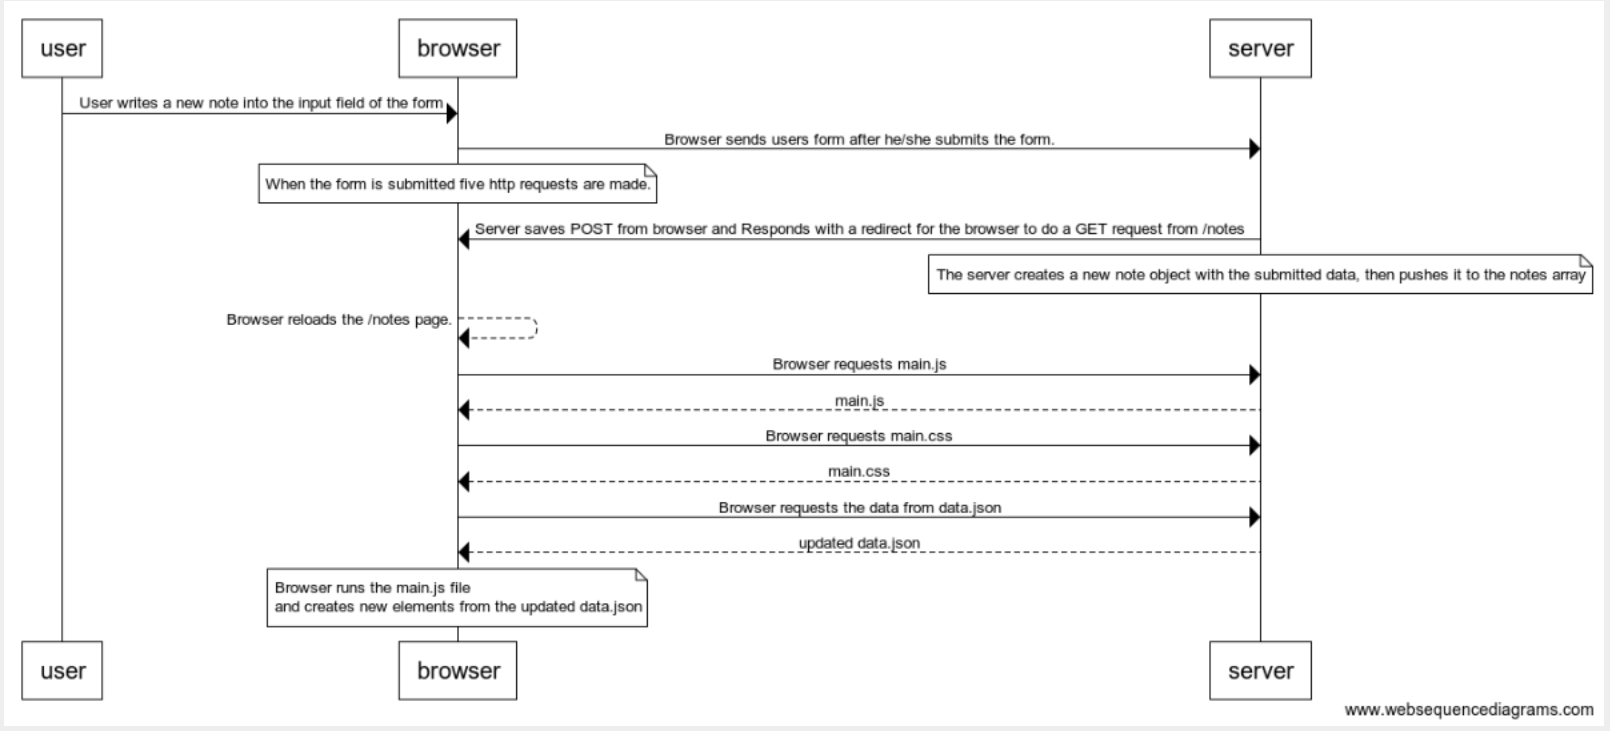 user
browser
server
User writes a new note into the input field of the form
Browser sends users form after he/she submits the form.
When the form is submitted five http requests are made.
Server saves POST from browser and Responds with a redirect for the browser to do a GET request from /notes
The server creates a new note object with the submitted data, then pushes it to the notes array
Browser reloads the /notes page.
Browser requests main.js
main.js
Browser requests main.css
main.css
Browser requests the data from data.json
updated data.json
Browser runs the main.js file
and creates new elements from the updated data.json
user
browser
server
www.websequencediagrams.com